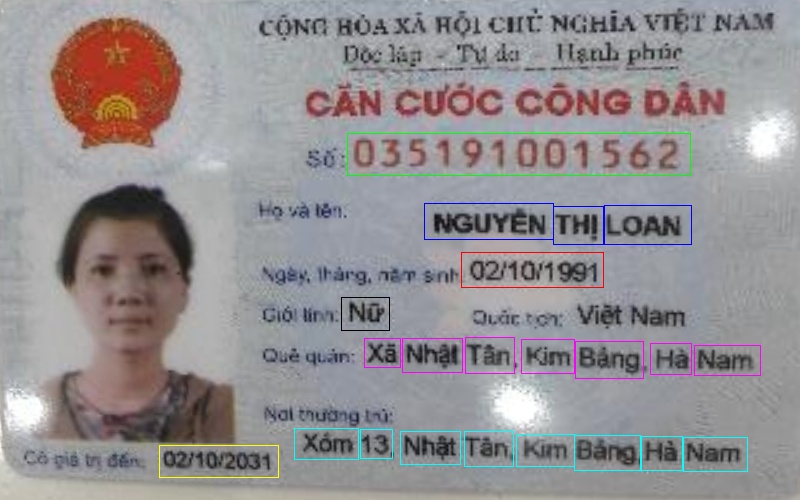 CỘNG HÒA XÃ HỘI CHỦ NGHĨA VIỆT NAM
Độc lập - Tự do - Hạnh phúc
CĂN CƯỚC CÔNG DÂN
Số: 035191001562
Họ và tên:
NGUYỄN THỊ LOAN
Ngày, tháng, năm sinh: 02/10/1991
Giới tính: Nữ Quốc tịch: Việt Nam
Quê quán: Xã Nhật Tân, Kim Bảng, Hà Nam
Nơi thường trú:
Xóm 13, Nhật Tân, Kim Bảng, Hà Nam
Có giá trị đến: 02/10/2031